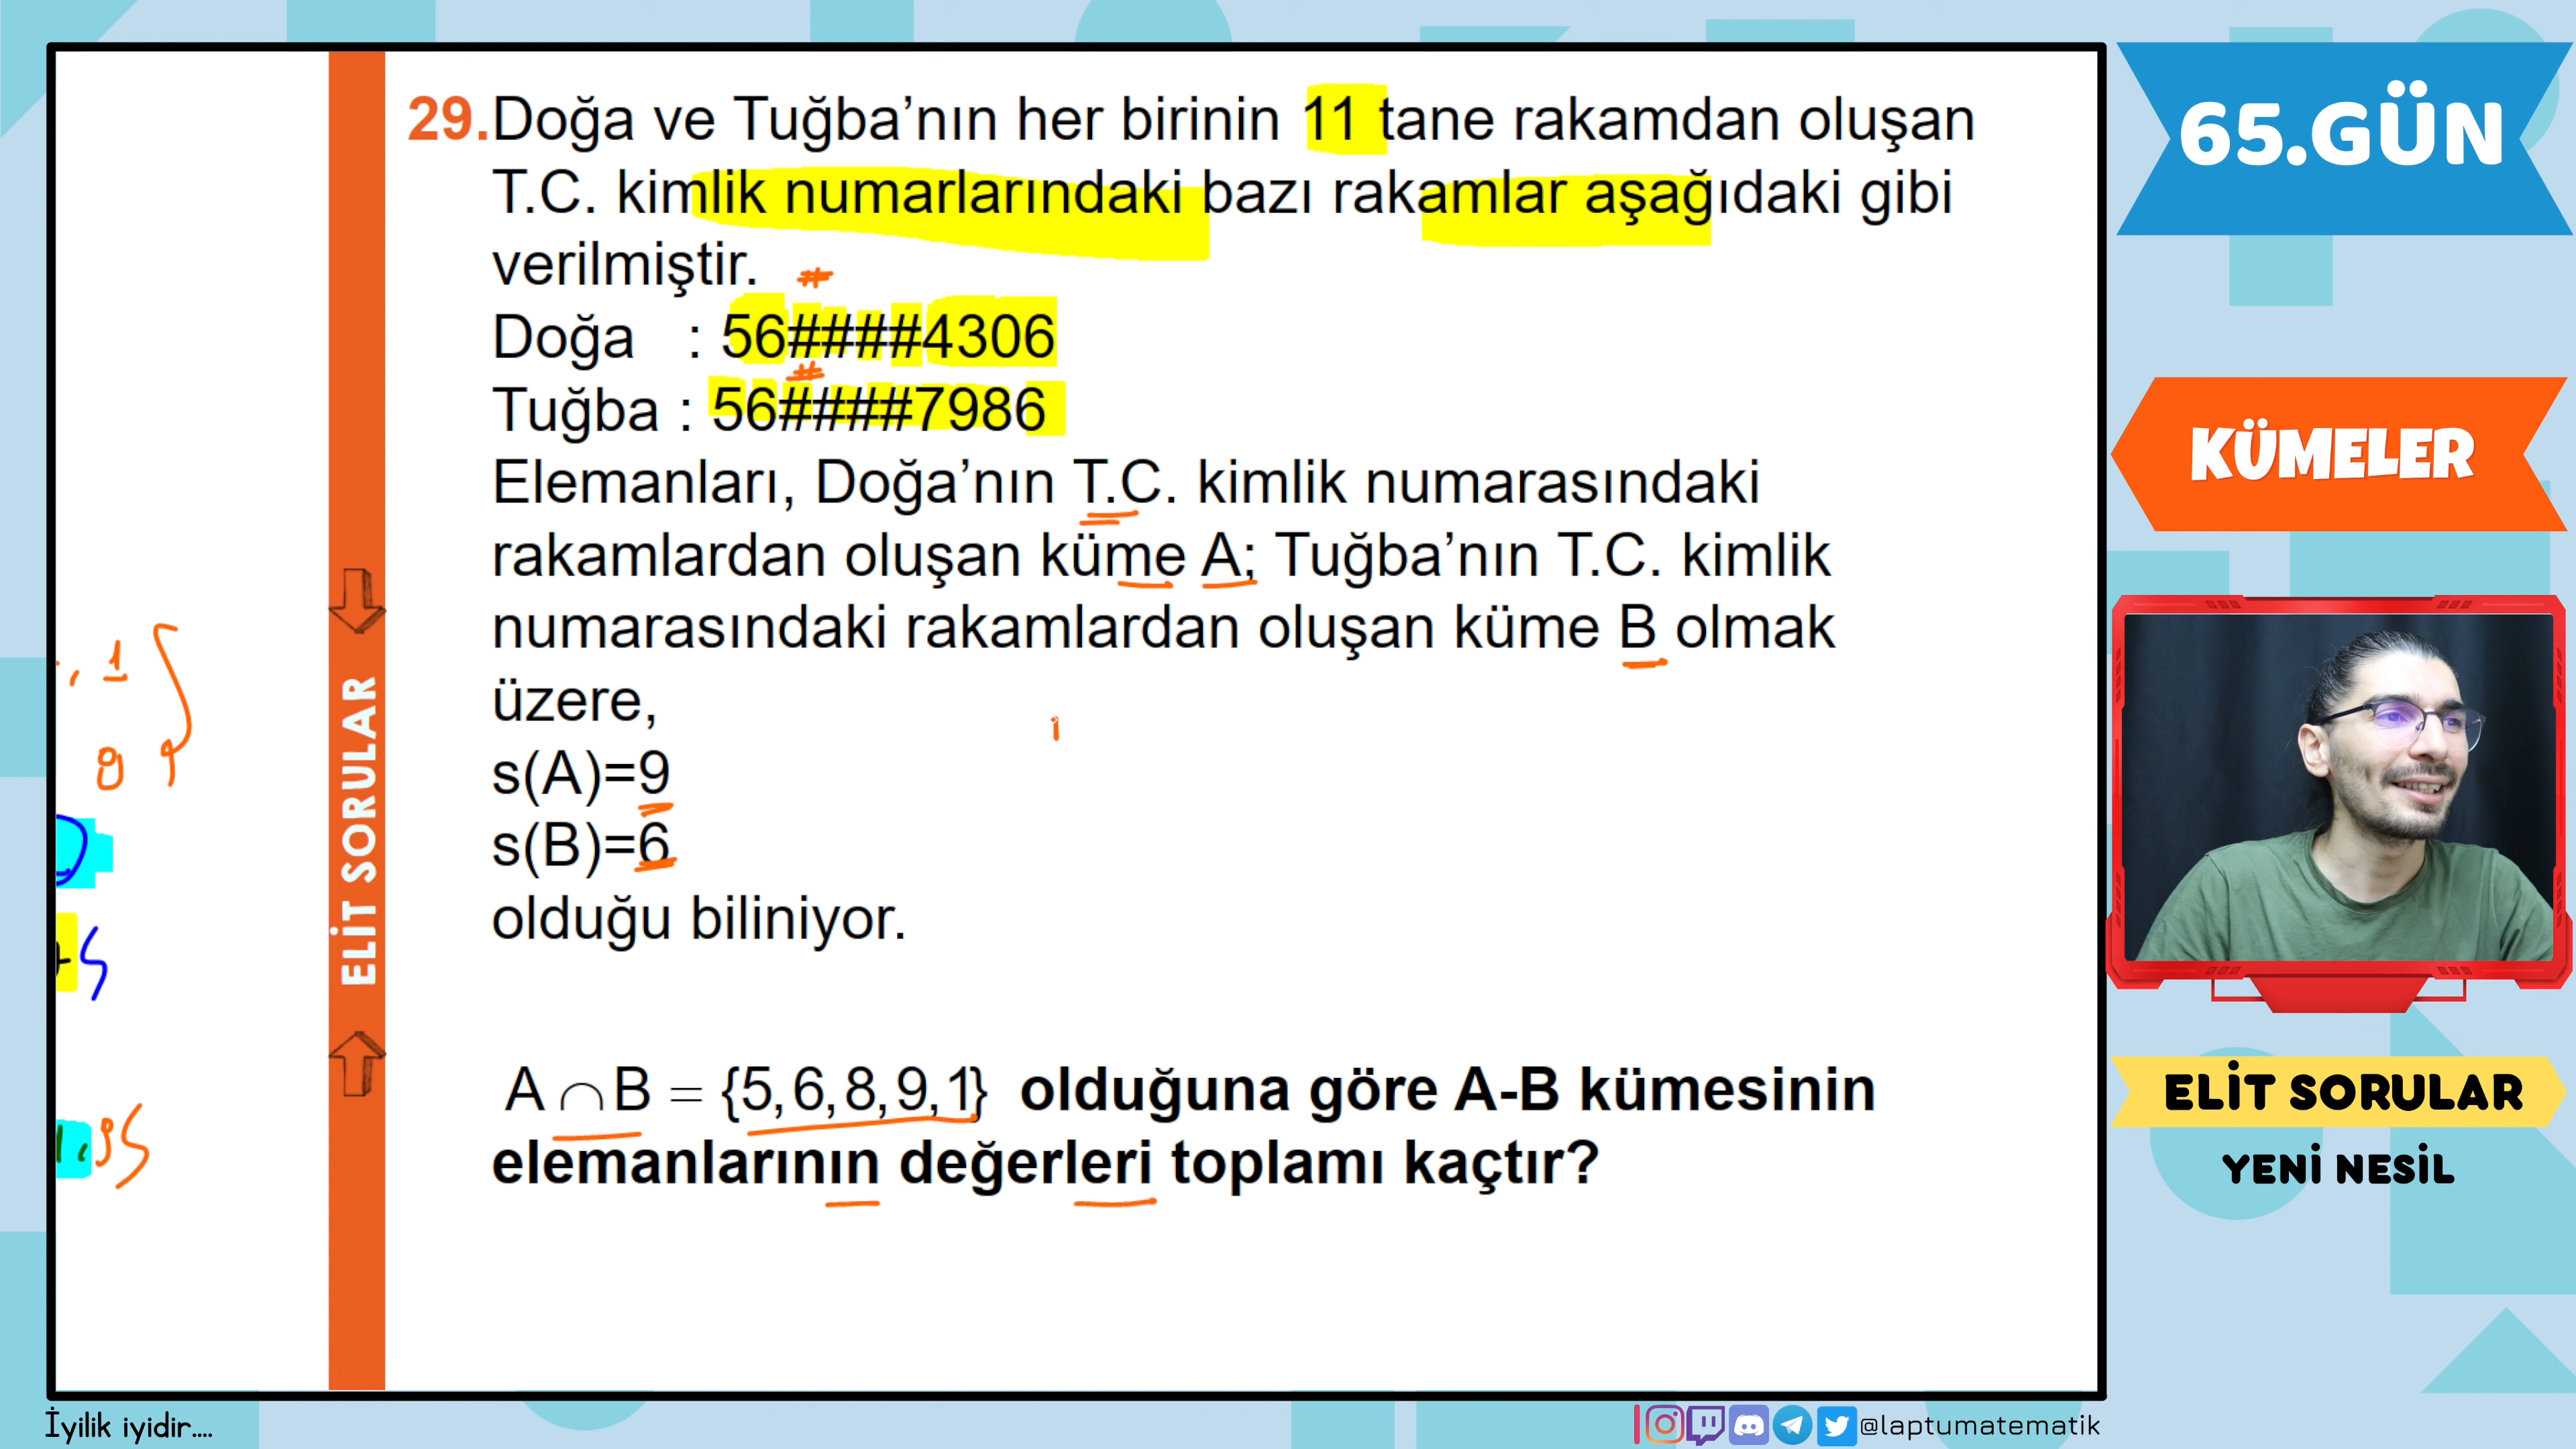 29.Doğa ve Tuğba’nın her birinin 11 tane rakamdan oluşan
T.C. kimlik numarlarındaki bazı rakamlar aşağıdaki gibi
verilmiştir.
#
Doğa : 56####4306
#
Tuğba : 56####7986
Elemanları, Doğa’nın T.C. kimlik numarasındaki
rakamlardan oluşan küme A; Tuğba’nın T.C. kimlik
numarasındaki rakamlardan oluşan küme B olmak
üzere,
s(A)=9
s(B)=6
olduğu biliniyor.
A ∩ B = {5, 6, 8, 9, 1} olduğuna göre A-B kümesinin
elemanlarının değerleri toplamı kaçtır?
, 1
8
ELİT SORULAR
65.GÜN
KÜMELER
ELİT SORULAR
YENİ NESİL
İyilik iyidir....
@laptumatematik